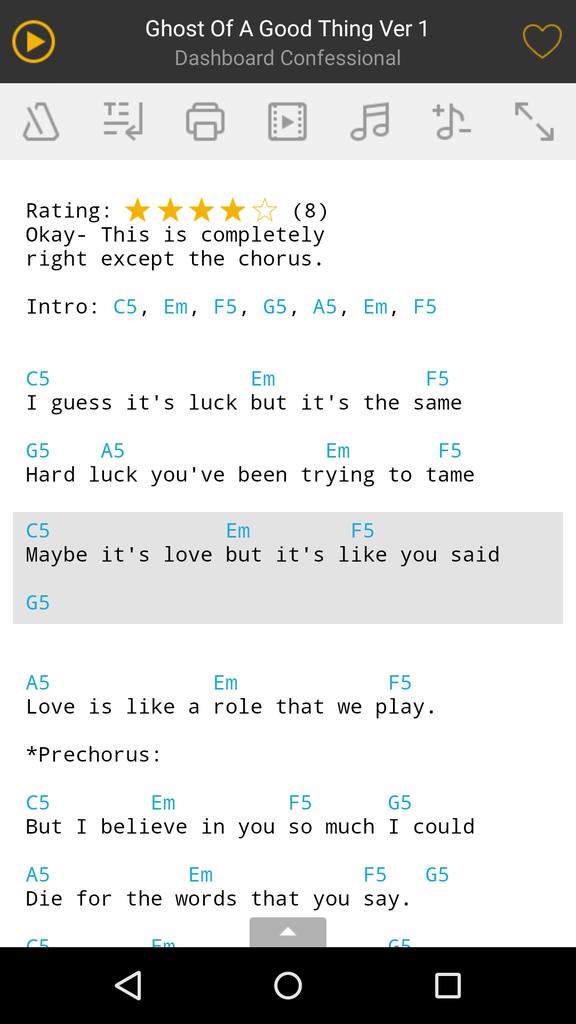 Ghost Of A Good Thing Ver 1
Dashboard Confessional
Rating: (8)
Okay- This is completely
right except the chorus.
Intro: C5, Em, F5, G5, A5, Em, F5
C5 Em F5
I guess it's luck but it's the same
G5 A5 Em F5
Hard luck you've been trying to tame
C5 Em F5
Maybe it's love but it's like you said
G5
A5 Em F5
Love is like a role that we play.
*Prechorus:
C5 Em F5 G5
But I believe in you so much I could
A5 Em F5 G5
Die for the words that you say.
C5 Em G5